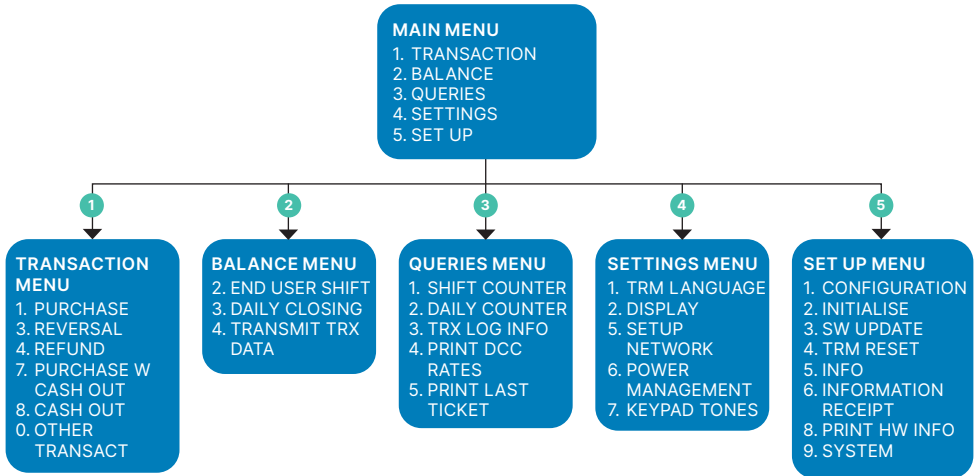 MAIN MENU
1. TRANSACTION
2. BALANCE
3. QUERIES
4. SETTINGS
5. SET UP
1
2
3
4
5
TRANSACTION
MENU
1. PURCHASE
3. REVERSAL
4. REFUND
7. PURCHASE W
CASH OUT
8. CASH OUT
0. OTHER
TRANSACT
BALANCE MENU
2. END USER SHIFT
3. DAILY CLOSING
4. TRANSMIT TRX
DATA
QUERIES MENU
1. SHIFT COUNTER
2. DAILY COUNTER
3. TRX LOG INFO
4. PRINT DCC
RATES
5. PRINT LAST
TICKET
SETTINGS MENU
1. TRM LANGUAGE
2. DISPLAY
5. SETUP
NETWORK
6. POWER
MANAGEMENT
7. KEYPAD TONES
SET UP MENU
1. CONFIGURATION
2. INITIALISE
3. SW UPDATE
4. TRM RESET
5. INFO
6. INFORMATION
RECEIPT
8. PRINT HW INFO
9. SYSTEM